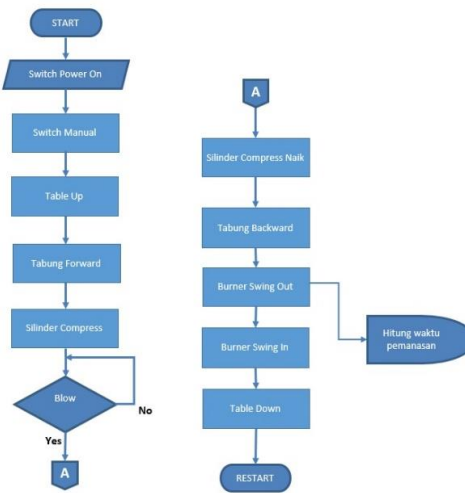 START
Switch Power On
Switch Manual
Table Up
Tabung Forward
Silinder Compress
Blow
No
Yes
A
A
Silinder Compress Naik
Tabung Backward
Burner Swing Out
Hitung waktu
pemanasan
Burner Swing In
Table Down
RESTART